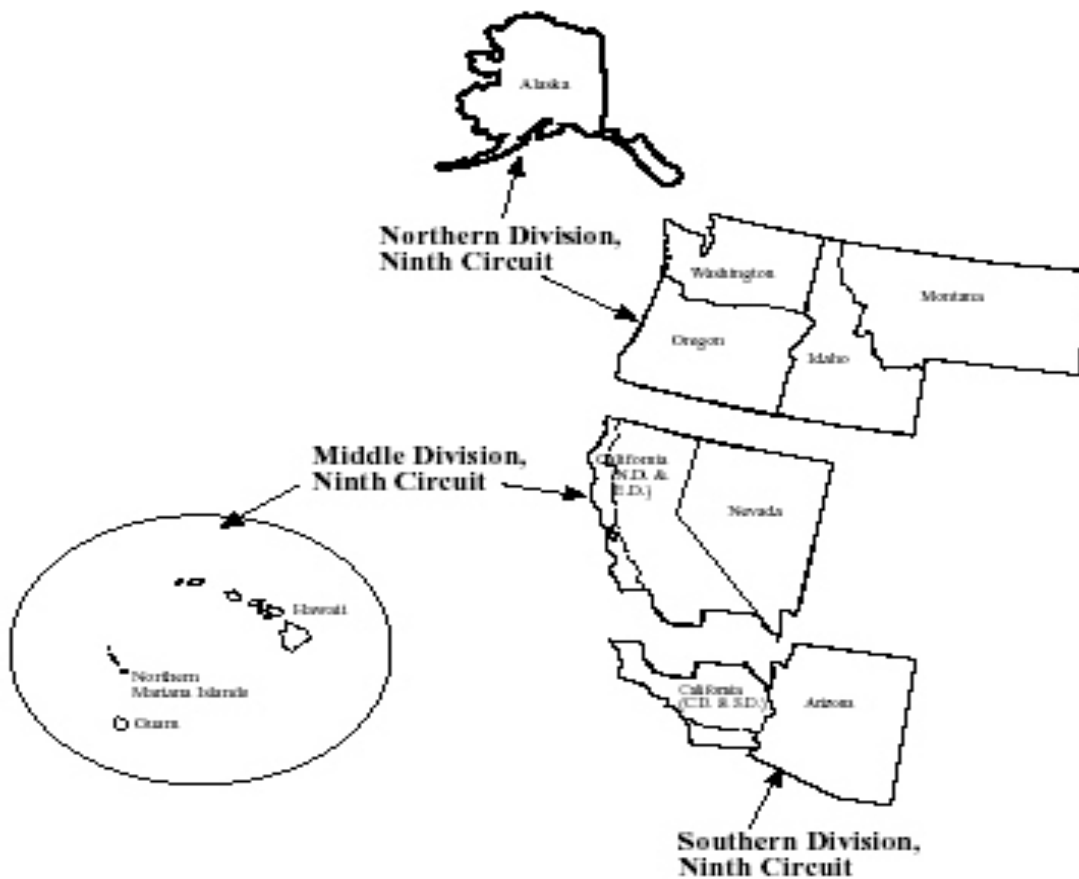 Alaska
Northern Division,
Ninth Circuit
Washington
Montana
Oregon
Idaho
Middle Division,
Ninth Circuit
California
(N.D. &
E.D.)
Nevada
Hawaii
Northern
Mariana Islands
Guam
California
(C.D. & S.D.)
Arizona
Southern Division,
Ninth Circuit